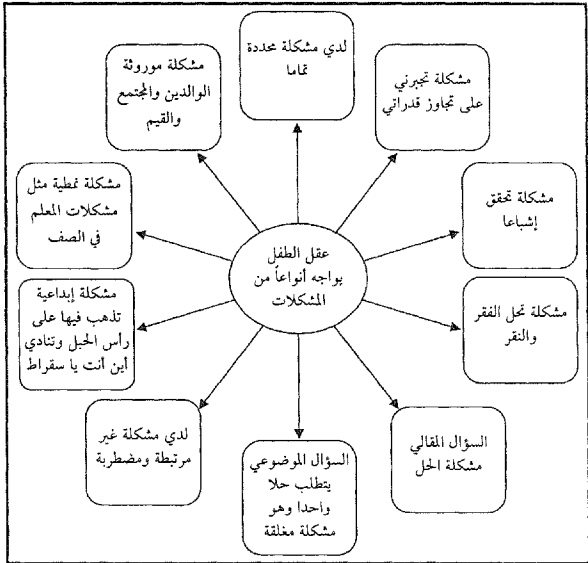 لدي مشكلة محددة
تماما
مشكلة تجبرني
على تجاوز قدراتي
مشكلة تحقق
إشباعا
مشكلة تحل الفقر
والنقر
السؤال المقالي
مشكلة الحل
السؤال الموضوعي
يتطلب حلا
واحدا وهو
مشكلة مغلقة
لدي مشكلة غير
مرتبطة ومضطربة
مشكلة إبداعية
تذهب فيها على
رأس الجبل وتنادي
أين أنت يا سقراط
مشكلة نمطية مثل
مشكلات المعلم
في الصف
مشكلة موروثة
الوالدين والمجتمع
والقيم
عقل الطفل
يواجه أنواعاً من
المشكلات